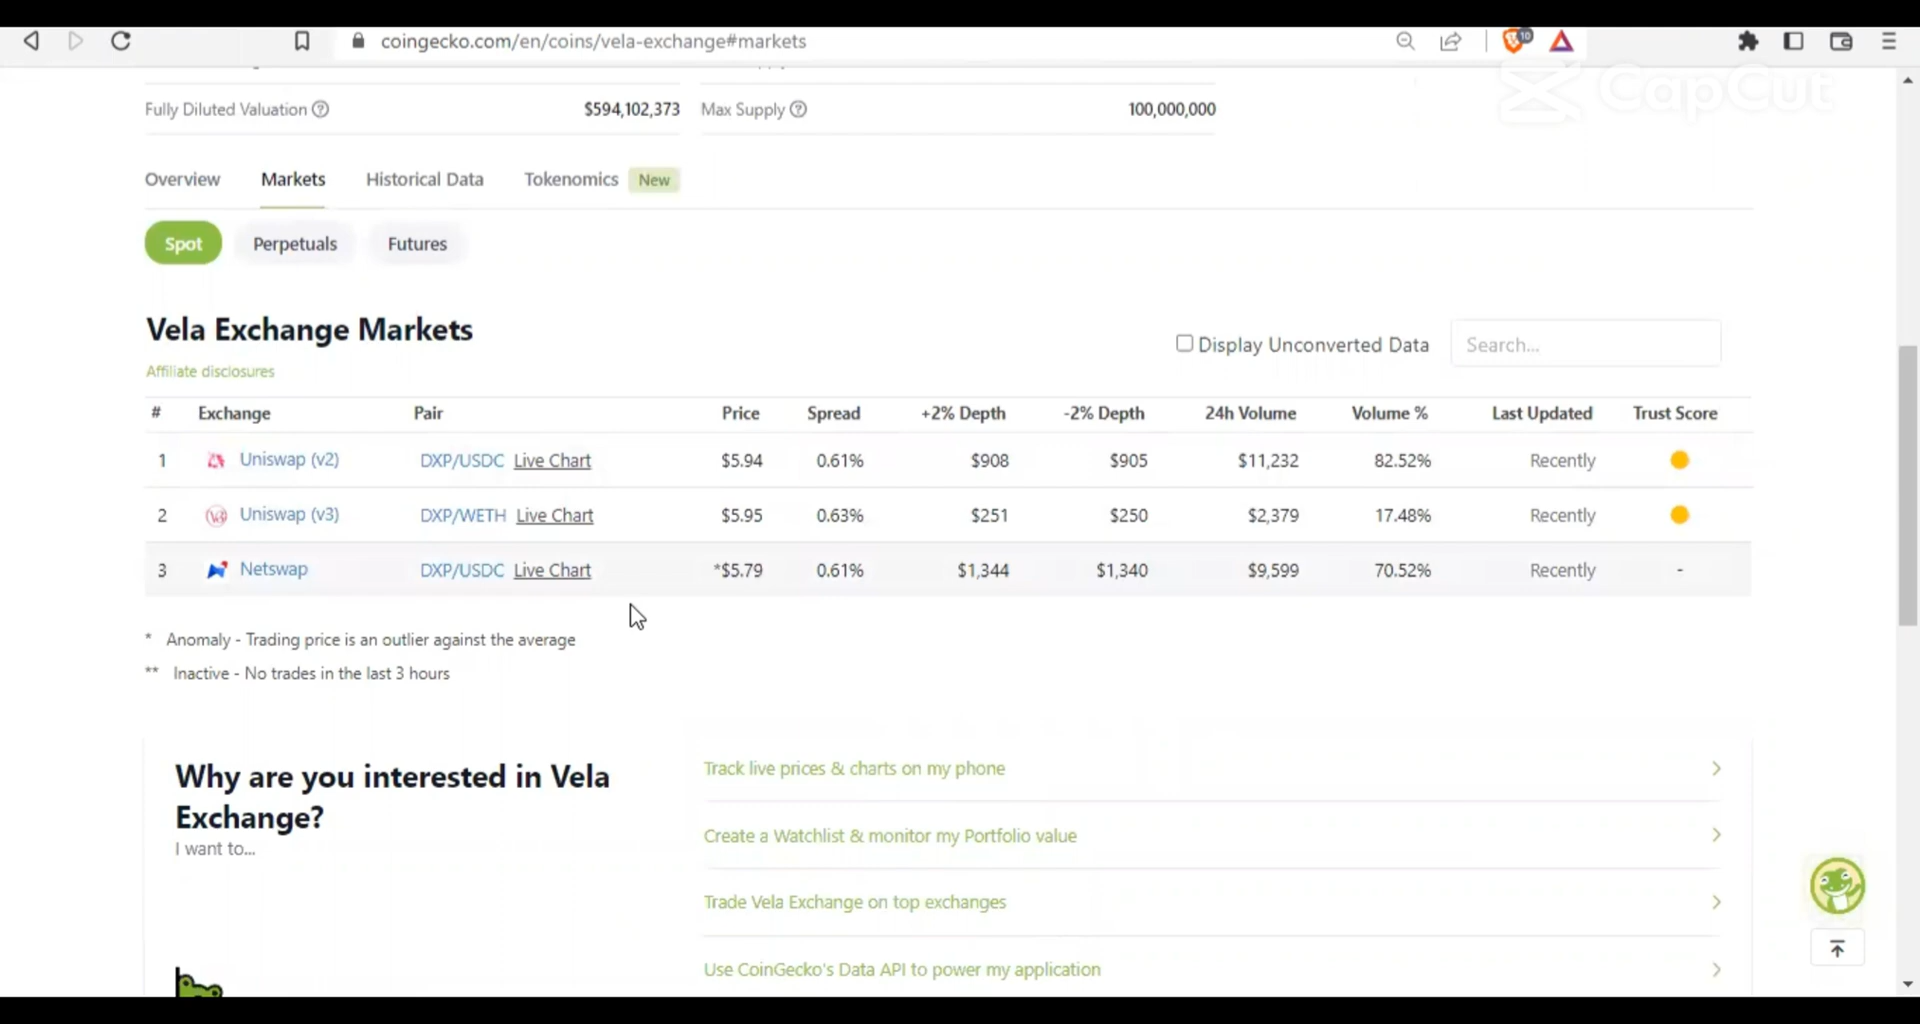 coingecko.com/en/coins/vela-exchange#markets
10
CapCut
Fully Diluted Valuation ? $594,102,373 Max Supply ? 100,000,000
Overview Markets Historical Data Tokenomics New
Spot Perpetuals Futures
Vela Exchange Markets
Display Unconverted Data Search...
Affiliate disclosures
# Exchange Pair Price Spread +2% Depth -2% Depth 24h Volume Volume % Last Updated Trust Score
1 Uniswap (v2) DXP/USDC Live Chart $5.94 0.61% $908 $905 $11,232 82.52% Recently
2 Uniswap (v3) DXP/WETH Live Chart $5.95 0.63% $251 $250 $2,379 17.48% Recently
3 Netswap DXP/USDC Live Chart *$5.79 0.61% $1,344 $1,340 $9,599 70.52% Recently -
* Anomaly - Trading price is an outlier against the average
** Inactive - No trades in the last 3 hours
Why are you interested in Vela
Exchange?
I want to...
Track live prices & charts on my phone
Create a Watchlist & monitor my Portfolio value
Trade Vela Exchange on top exchanges
Use CoinGecko's Data API to power my application